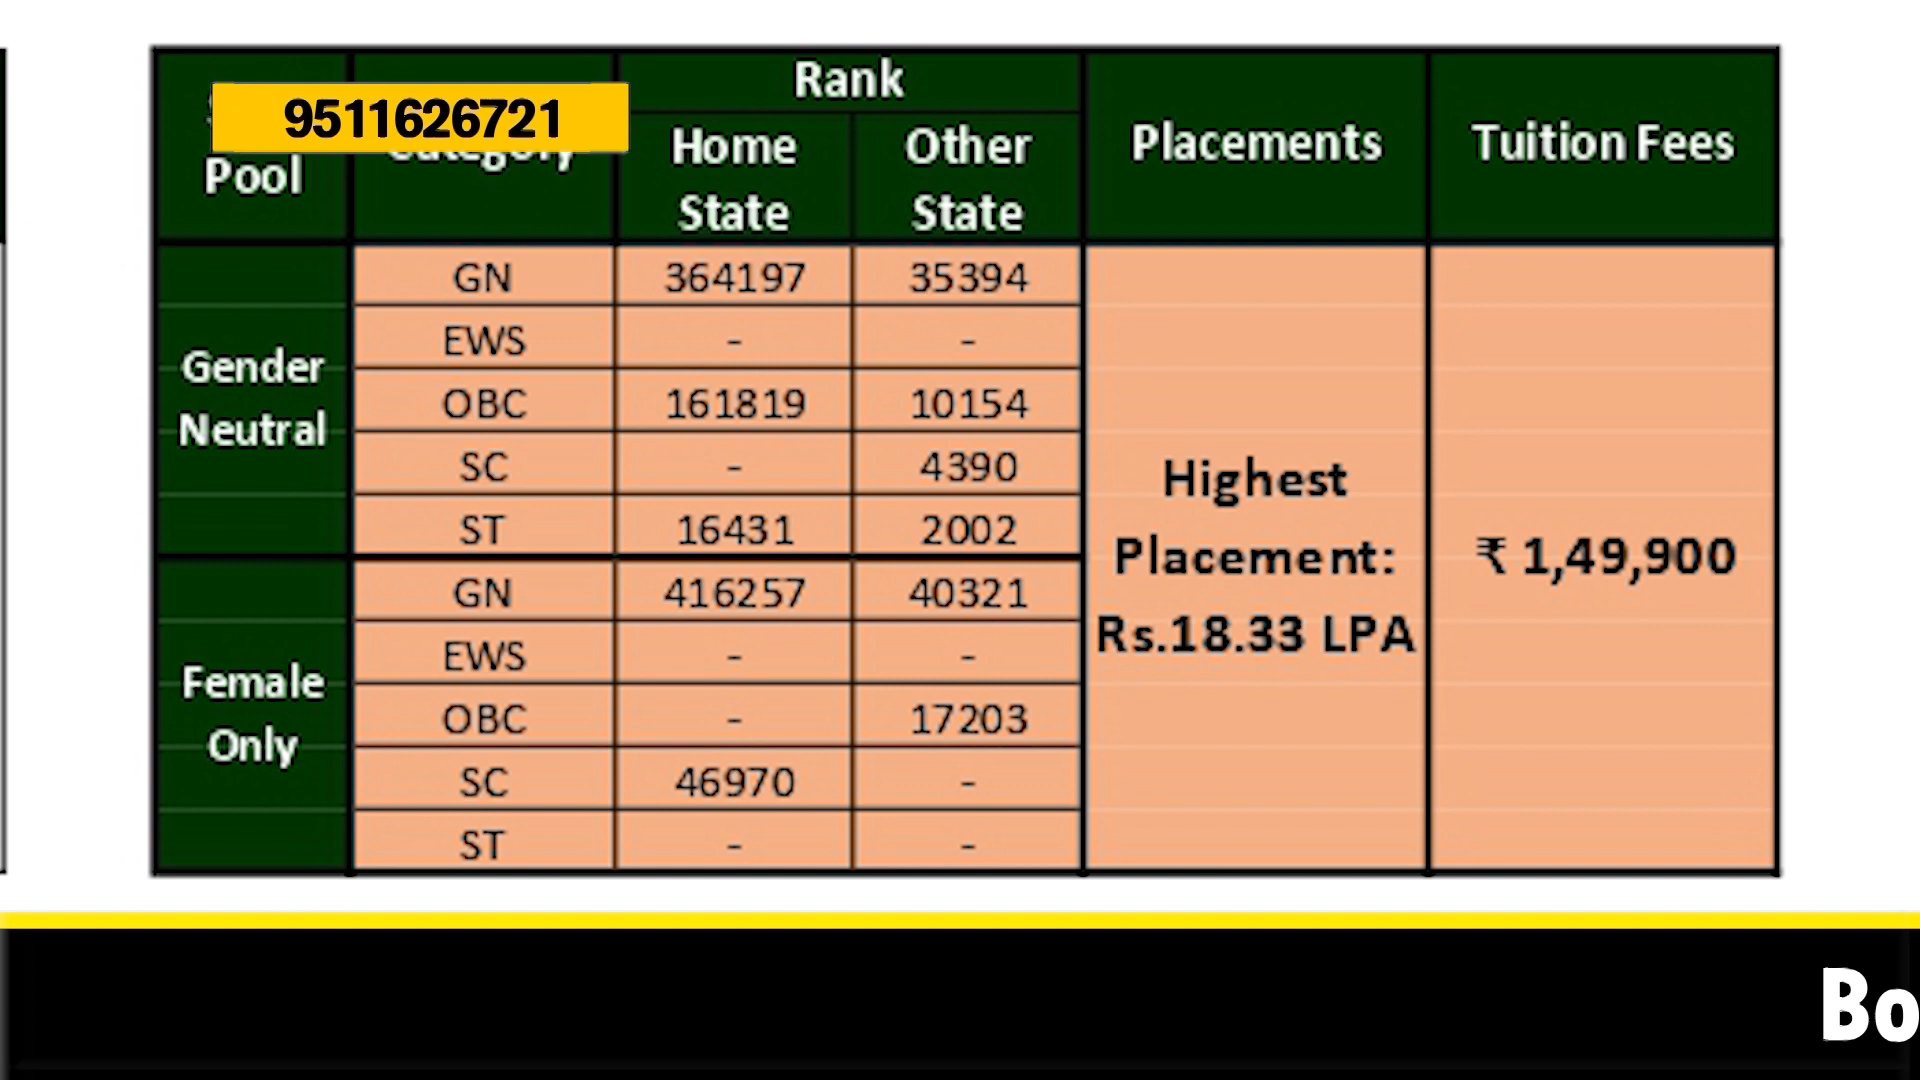 9511626721
Pool
Category
Rank
Home
State
Other
State
Placements
Tuition Fees
Gender
Neutral
GN 364197 35394
EWS - -
OBC 161819 10154
SC - 4390
ST 16431 2002
Female
Only
GN 416257 40321
EWS - -
OBC - 17203
SC 46970 -
ST - -
Highest
Placement:
Rs.18.33 LPA
₹ 1,49,900
Bo